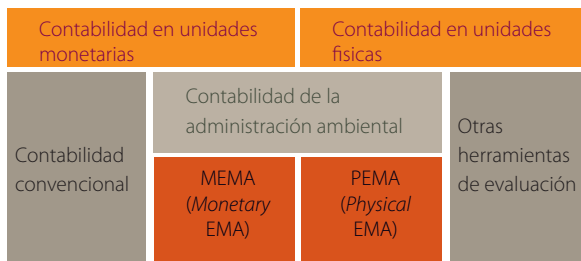 Contabilidad en unidades
monetarias
Contabilidad en unidades
fisicas
Contabilidad
convencional
Contabilidad de la
administración ambiental
MEMA
(Monetary
EMA)
PEMA
(Physical
EMA)
Otras
herramientas
de evaluación